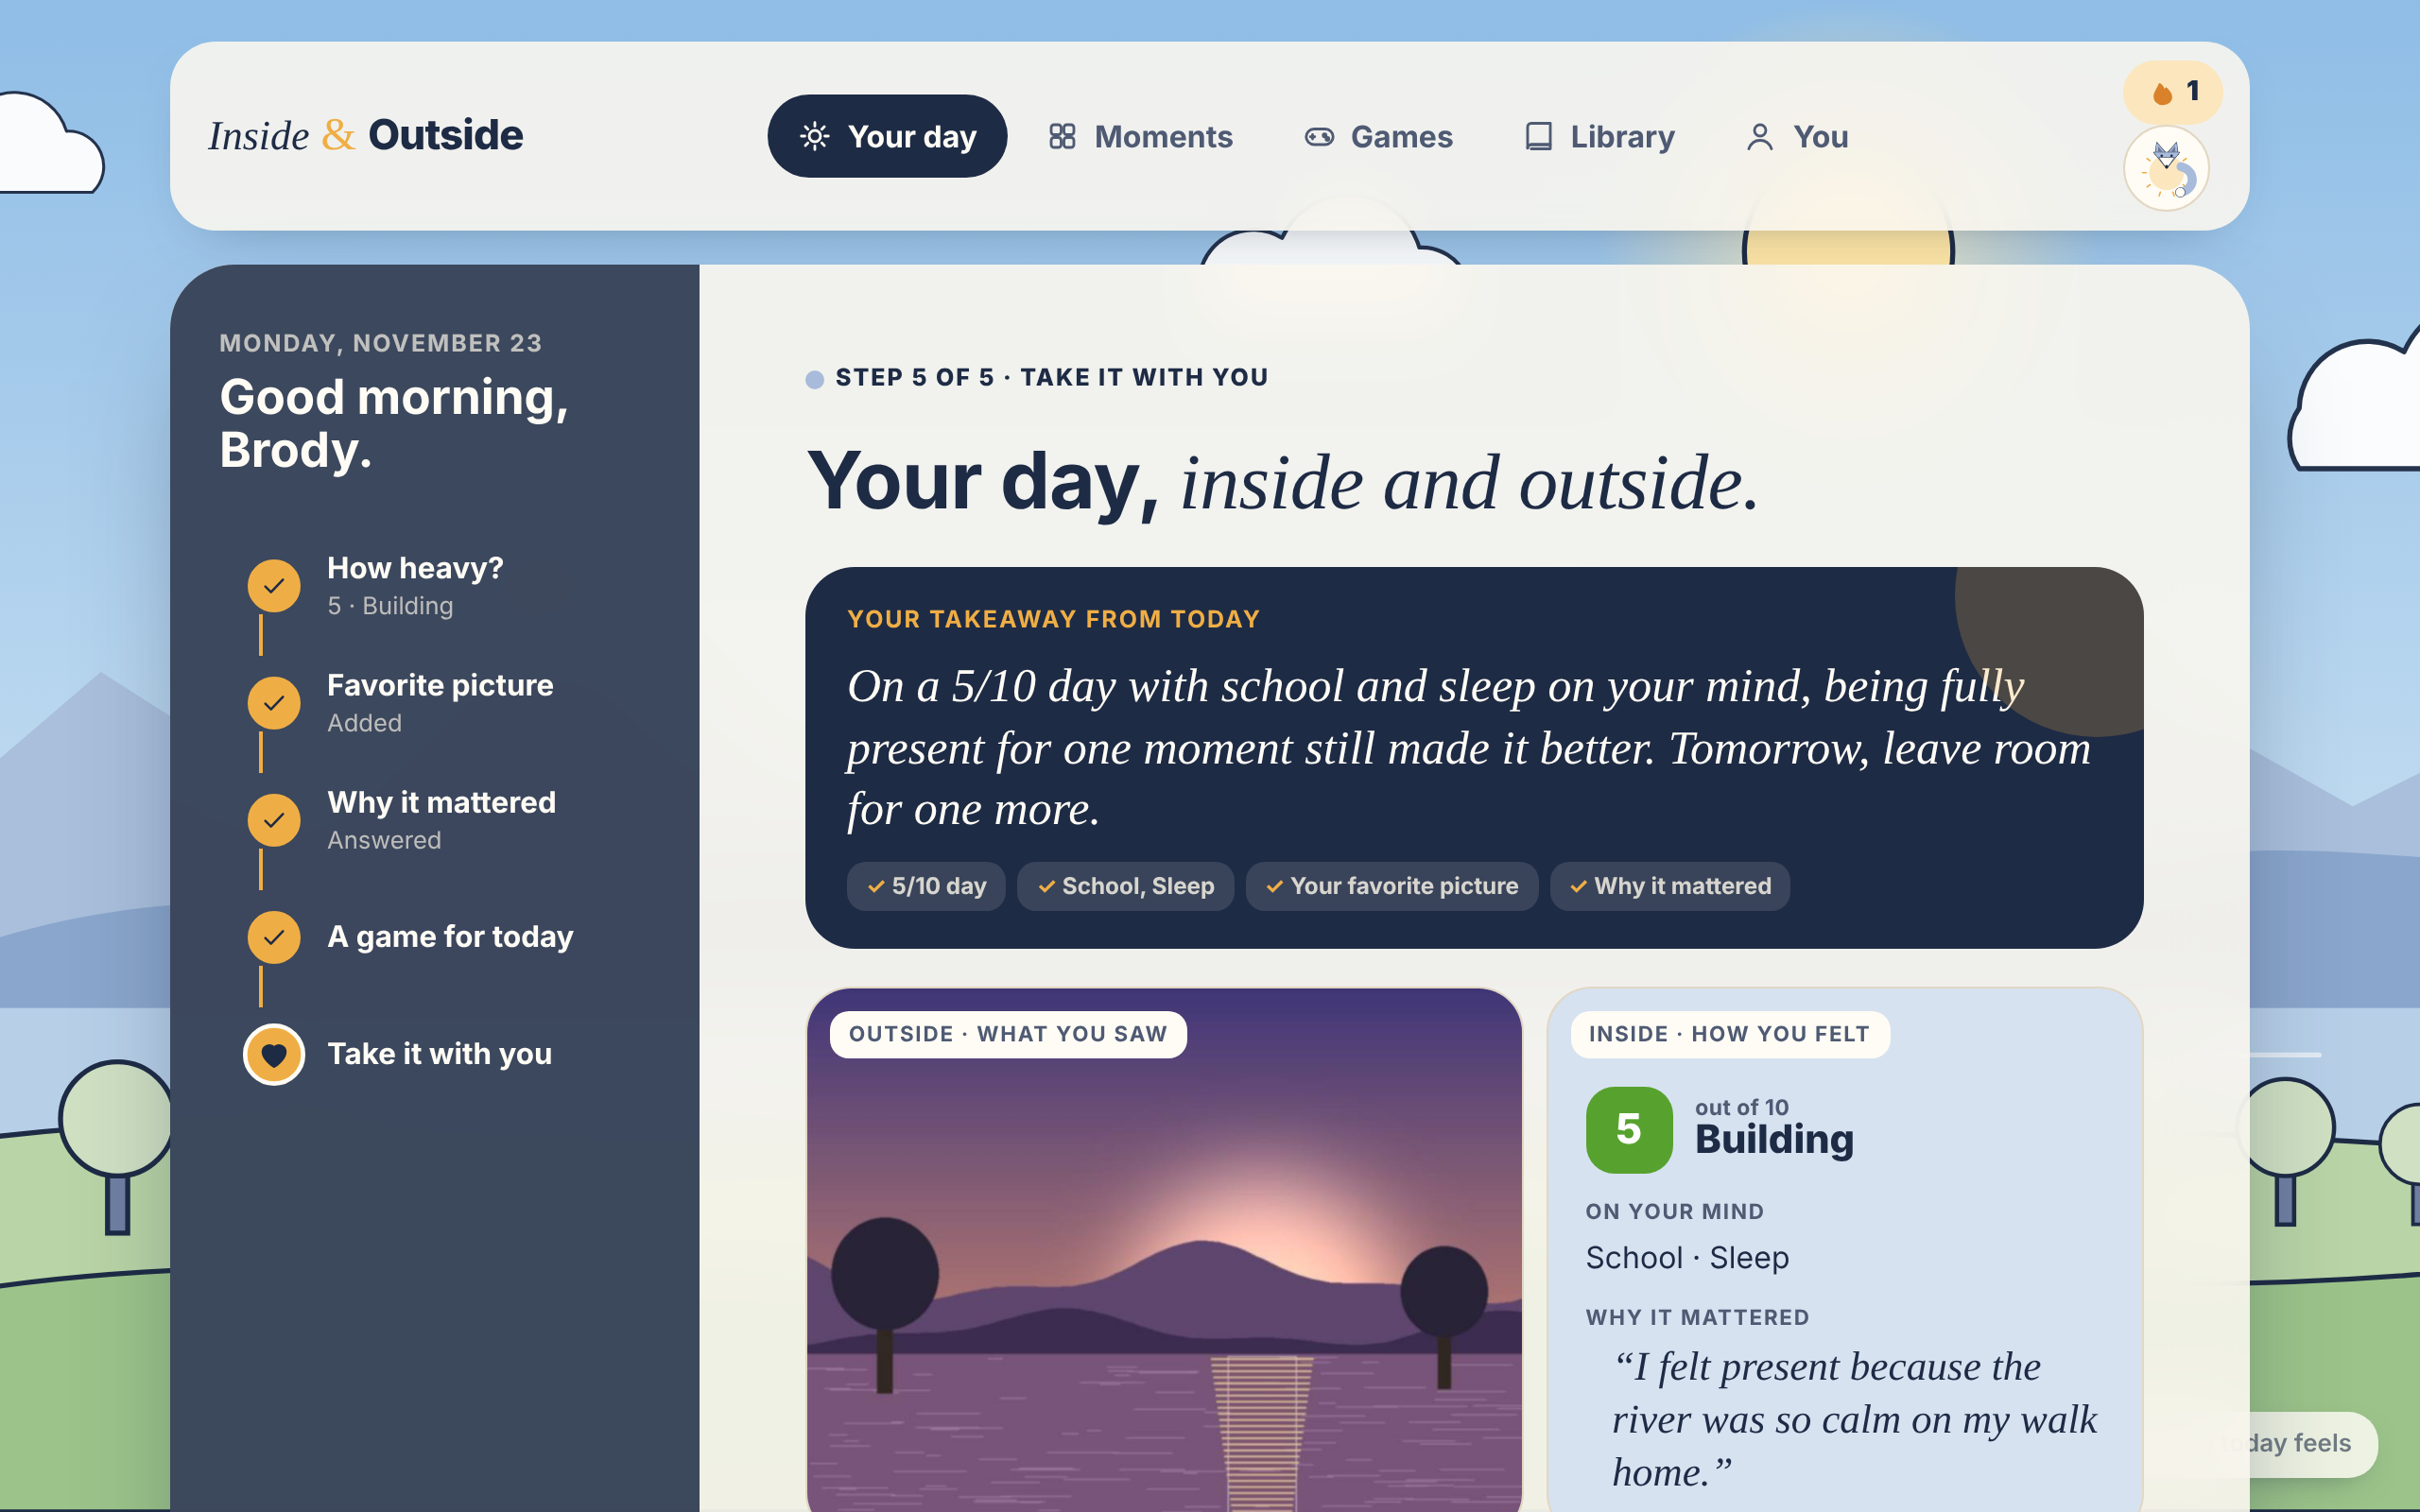 Inside & Outside
Your day
Moments
Games
Library
You
1
MONDAY, NOVEMBER 23
Good morning,
Brody.
How heavy?
5 · Building
Favorite picture
Added
Why it mattered
Answered
A game for today
Take it with you
STEP 5 OF 5 · TAKE IT WITH YOU
Your day, inside and outside.
YOUR TAKEAWAY FROM TODAY
On a 5/10 day with school and sleep on your mind, being fully
present for one moment still made it better. Tomorrow, leave room
for one more.
5/10 day
School, Sleep
Your favorite picture
Why it mattered
OUTSIDE · WHAT YOU SAW
INSIDE · HOW YOU FELT
5
out of 10
Building
ON YOUR MIND
School · Sleep
WHY IT MATTERED
“I felt present because the
river was so calm on my walk
home.”
today feels